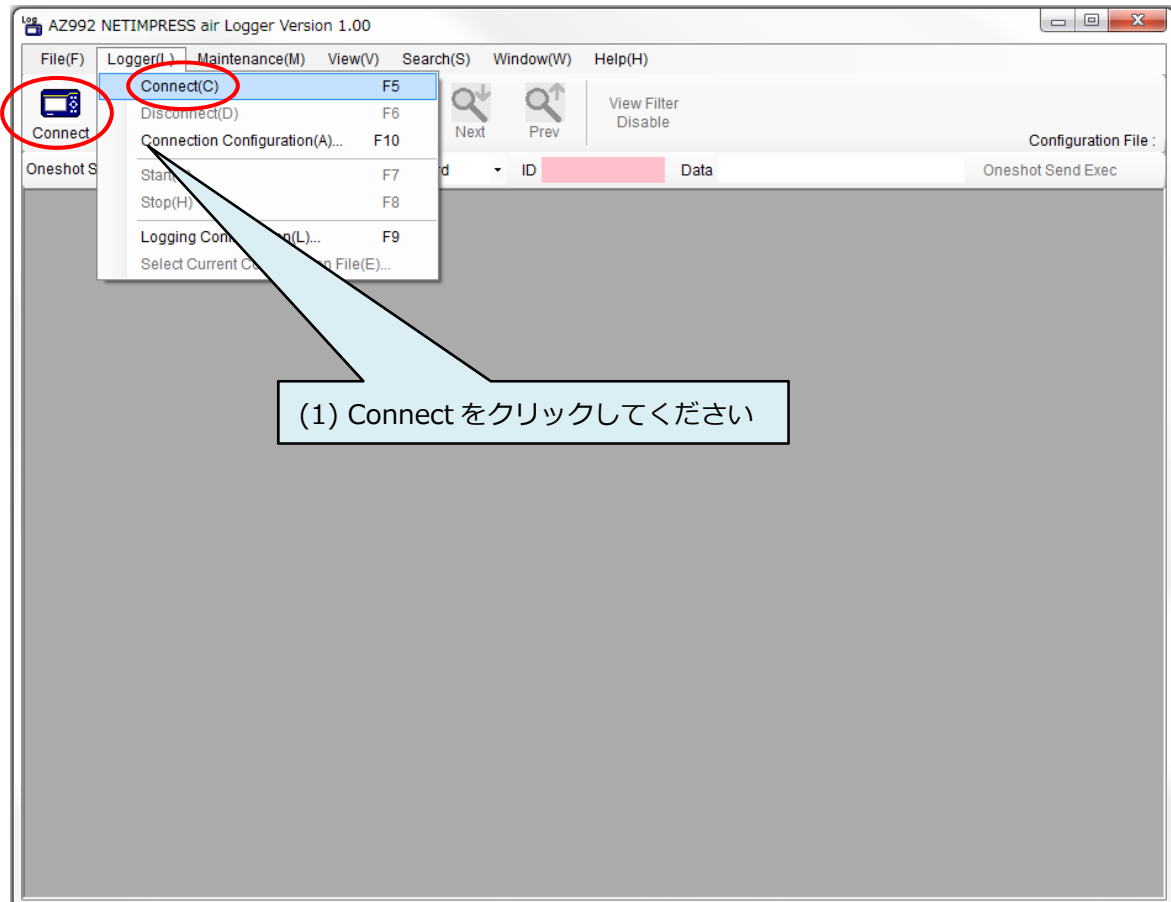 Log AZ992 NETIMPRESS air Logger Version 1.00
File(F) Logger(L) Maintenance(M) View(V) Search(S) Window(W) Help(H)
Connect
Connect(C) F5
Disconnect(D) F6
Connection Configuration(A)... F10
Start F7
Stop(H) F8
Logging L)... F9
Select Current File(E)...
Next
Prev
View Filter
Disable
Configuration File :
Oneshot S
ID
Data
Oneshot Send Exec
(1) Connect をクリックしてください